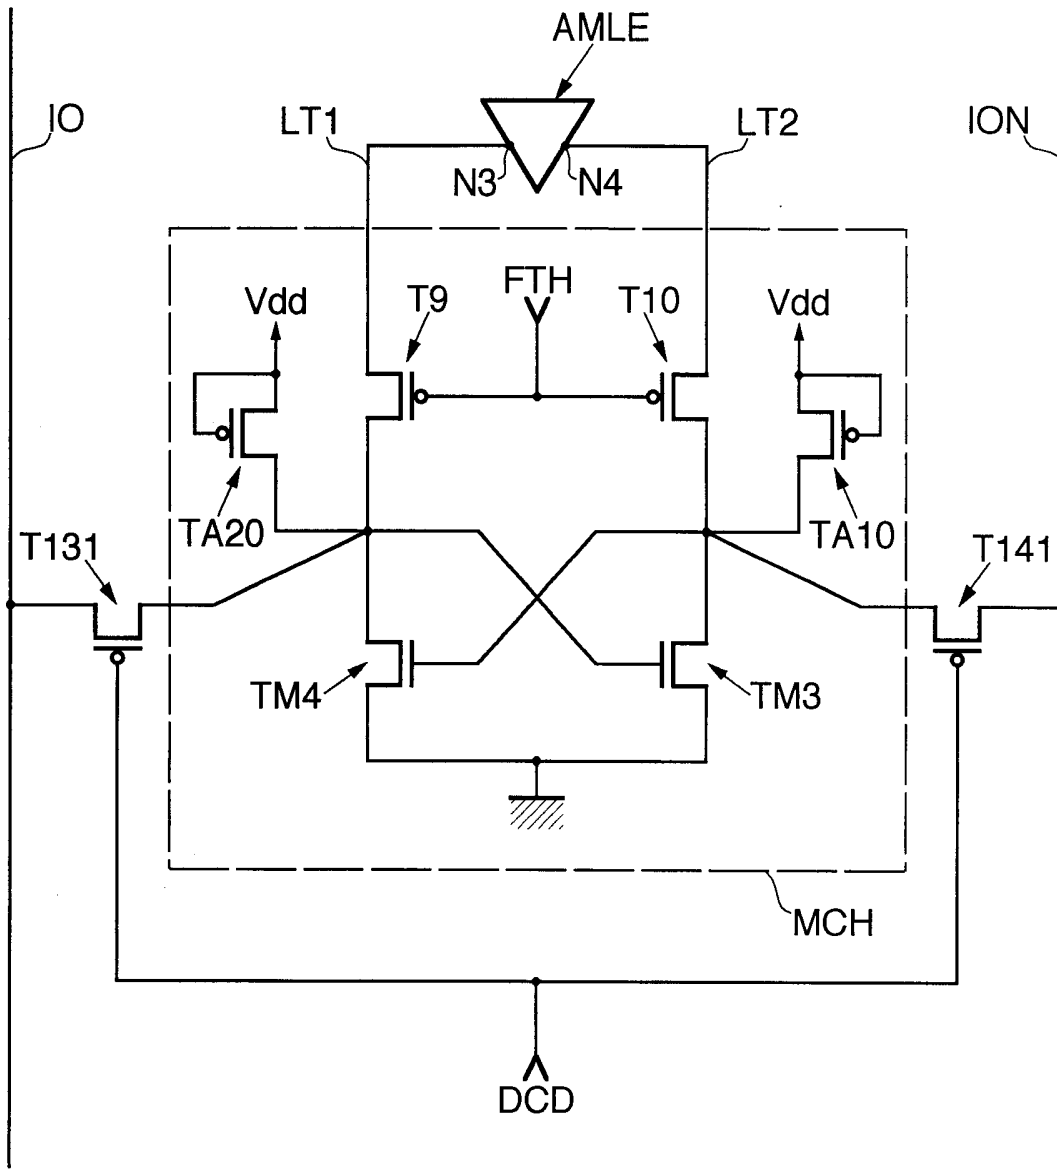 AMLE
IO
LT1
LT2
ION
N3
N4
FTH
Vdd
T9
T10
Vdd
TA20
TA10
T131
T141
TM4
TM3
MCH
DCD